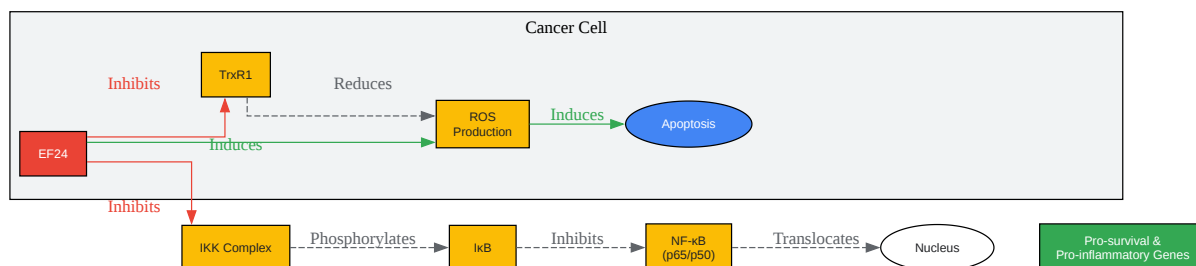 Cancer Cell
TrxR1
Inhibits
Reduces
ROS
Production
Induces
Apoptosis
EF24
Induces
Inhibits
IKK Complex
Phosphorylates
IκB
Inhibits
NF-κB
(p65/p50)
Translocates
Nucleus
Pro-survival &
Pro-inflammatory Genes